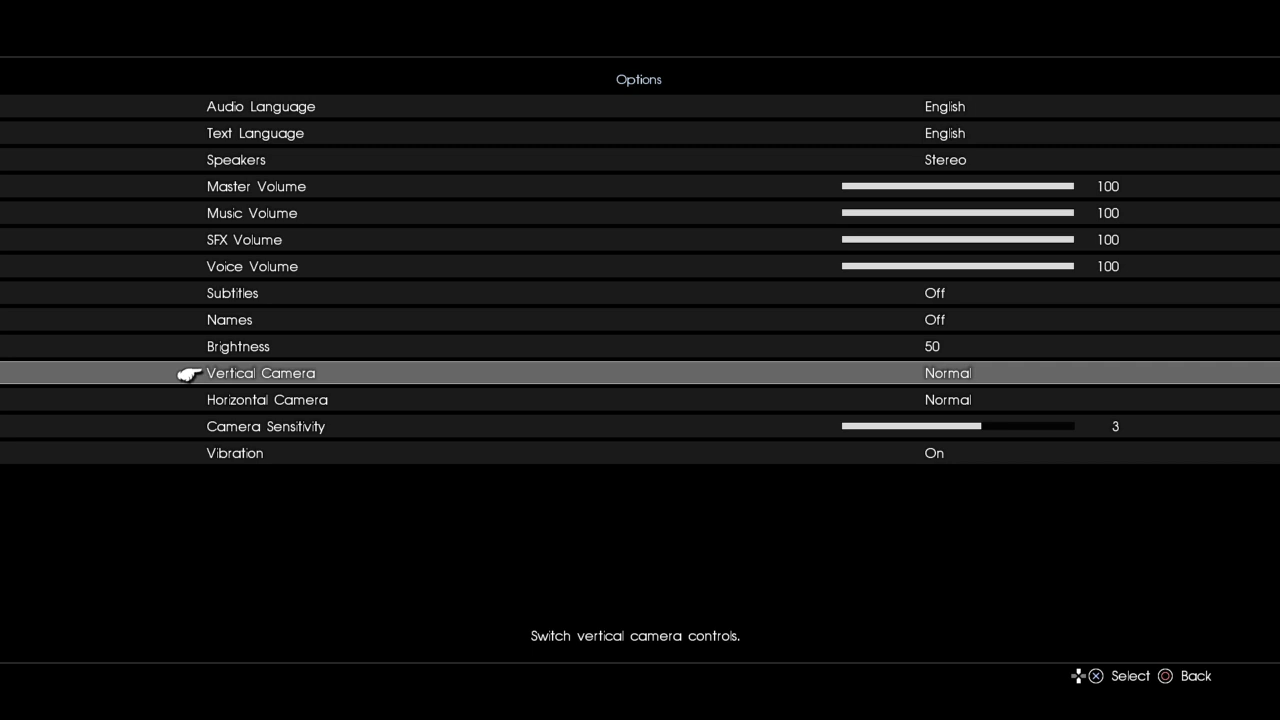 Options
Audio Language English
Text Language English
Speakers Stereo
Master Volume 100
Music Volume 100
SFX Volume 100
Voice Volume 100
Subtitles Off
Names Off
Brightness 50
Vertical Camera Normal
Horizontal Camera Normal
Camera Sensitivity 3
Vibration On
Switch vertical camera controls.
Select Back